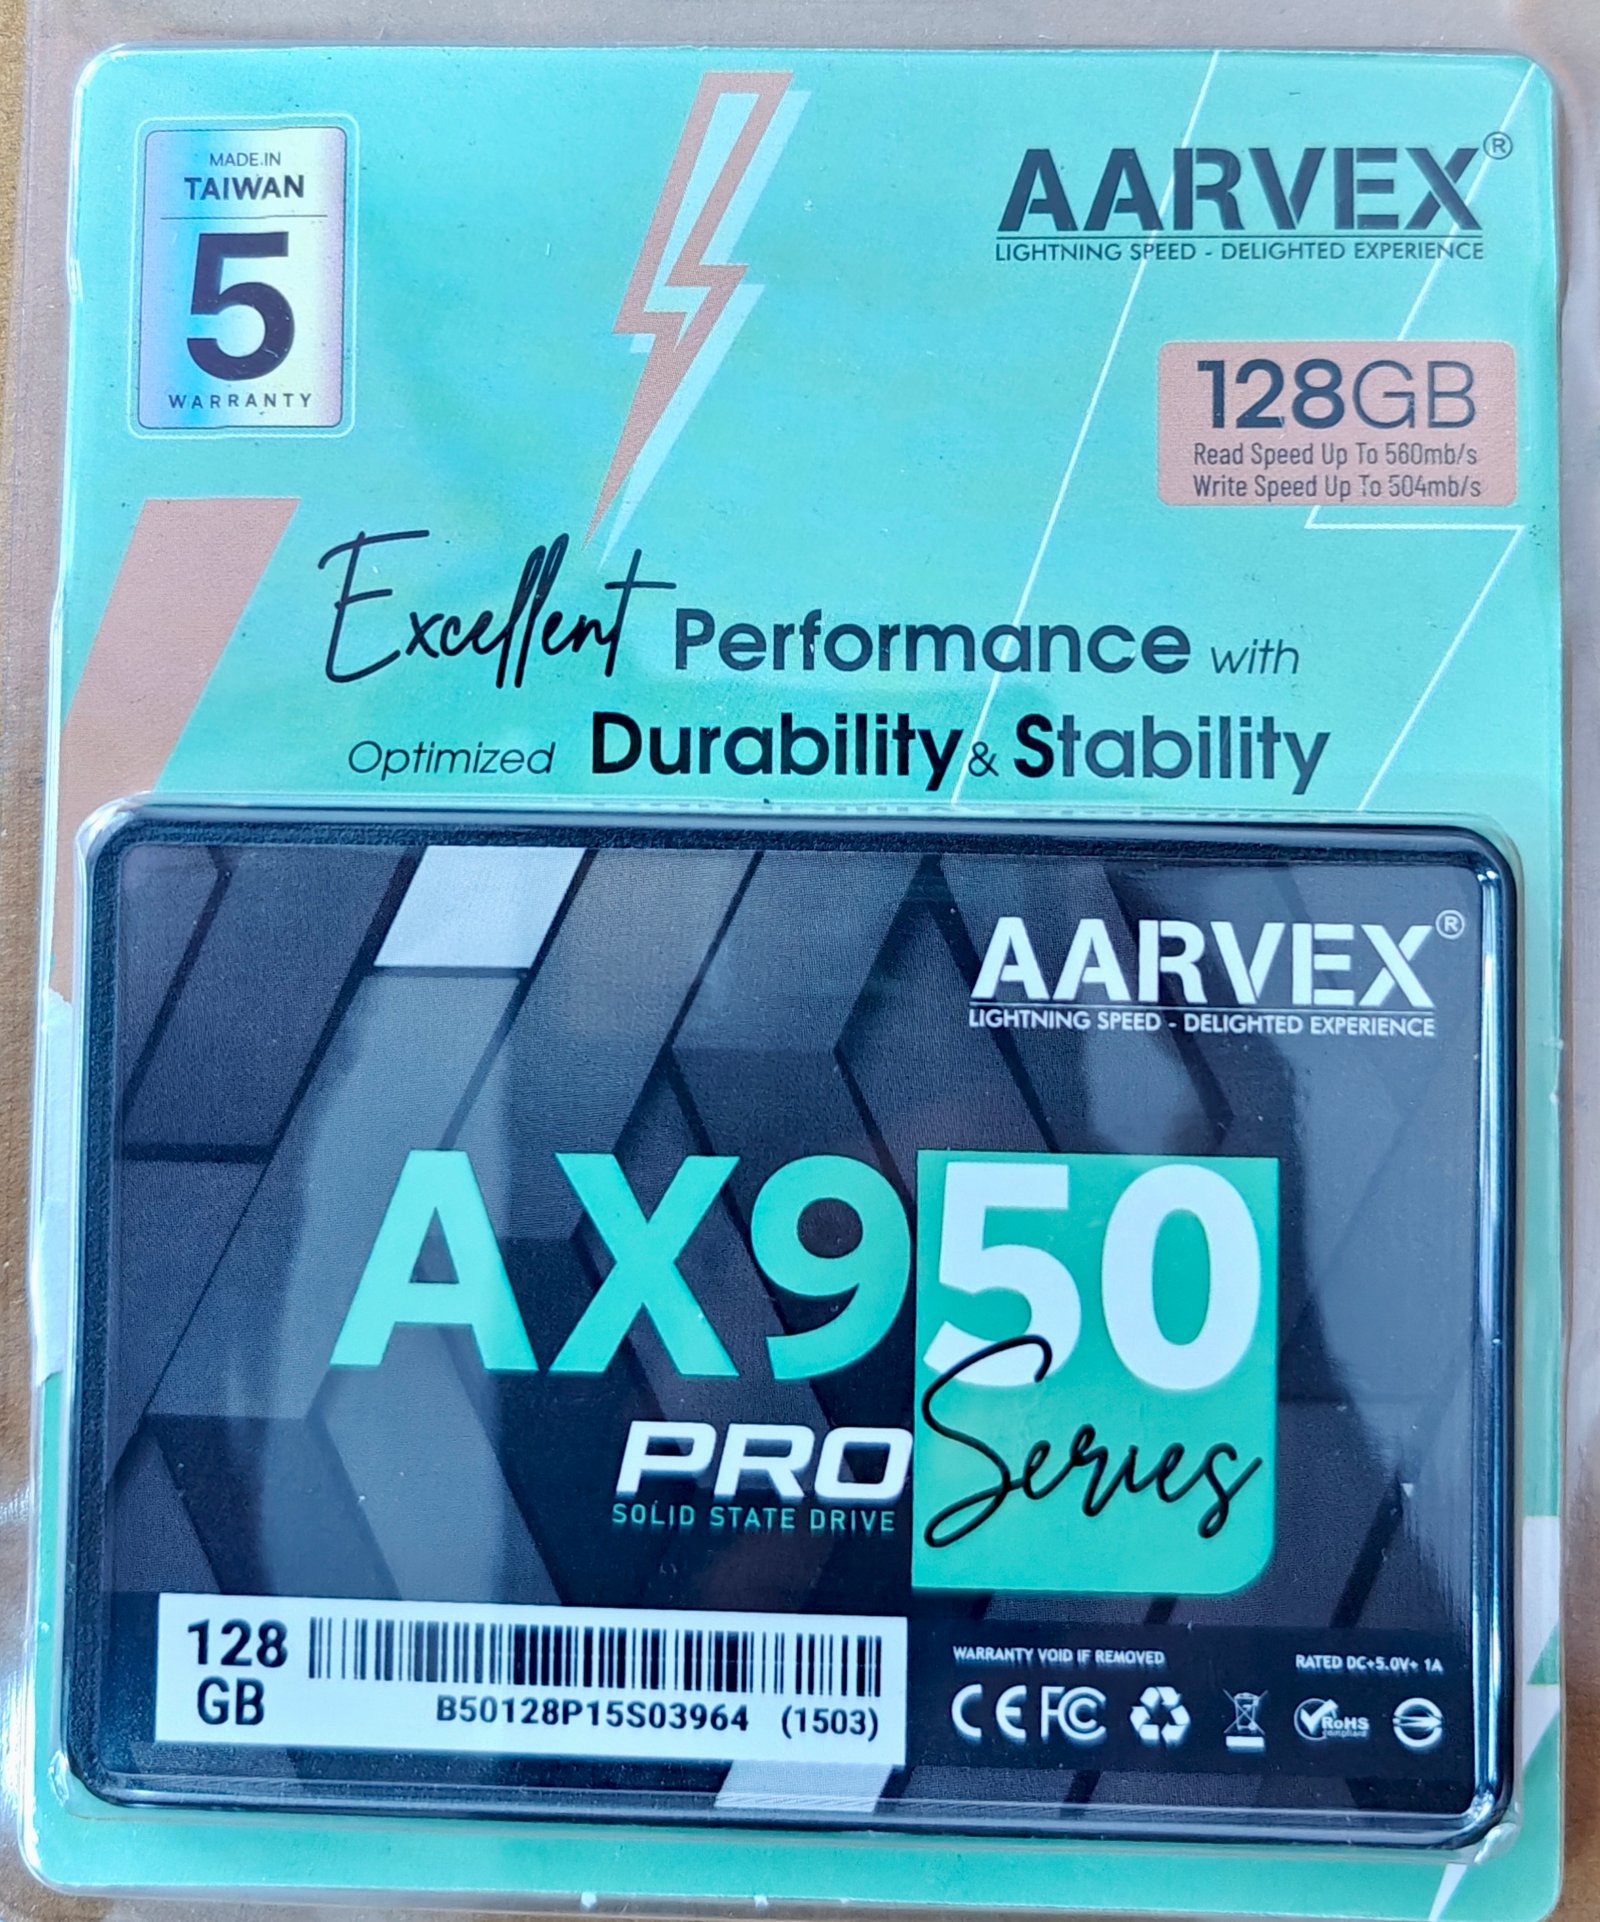 MADE.IN
TAIWAN
5
WARRANTY
AARVEX®
LIGHTNING SPEED - DELIGHTED EXPERIENCE
128GB
Read Speed Up To 560mb/s
Write Speed Up To 504mb/s
Excellent Performance with
Optimized Durability & Stability
AARVEX®
LIGHTNING SPEED - DELIGHTED EXPERIENCE
AX950
Series
PRO
SOLID STATE DRIVE
128
GB
B50128P15S03964 (1503)
WARRANTY VOID IF REMOVED
RATED DC+5.0V+ 1A
CE FC
RoHS
compliant